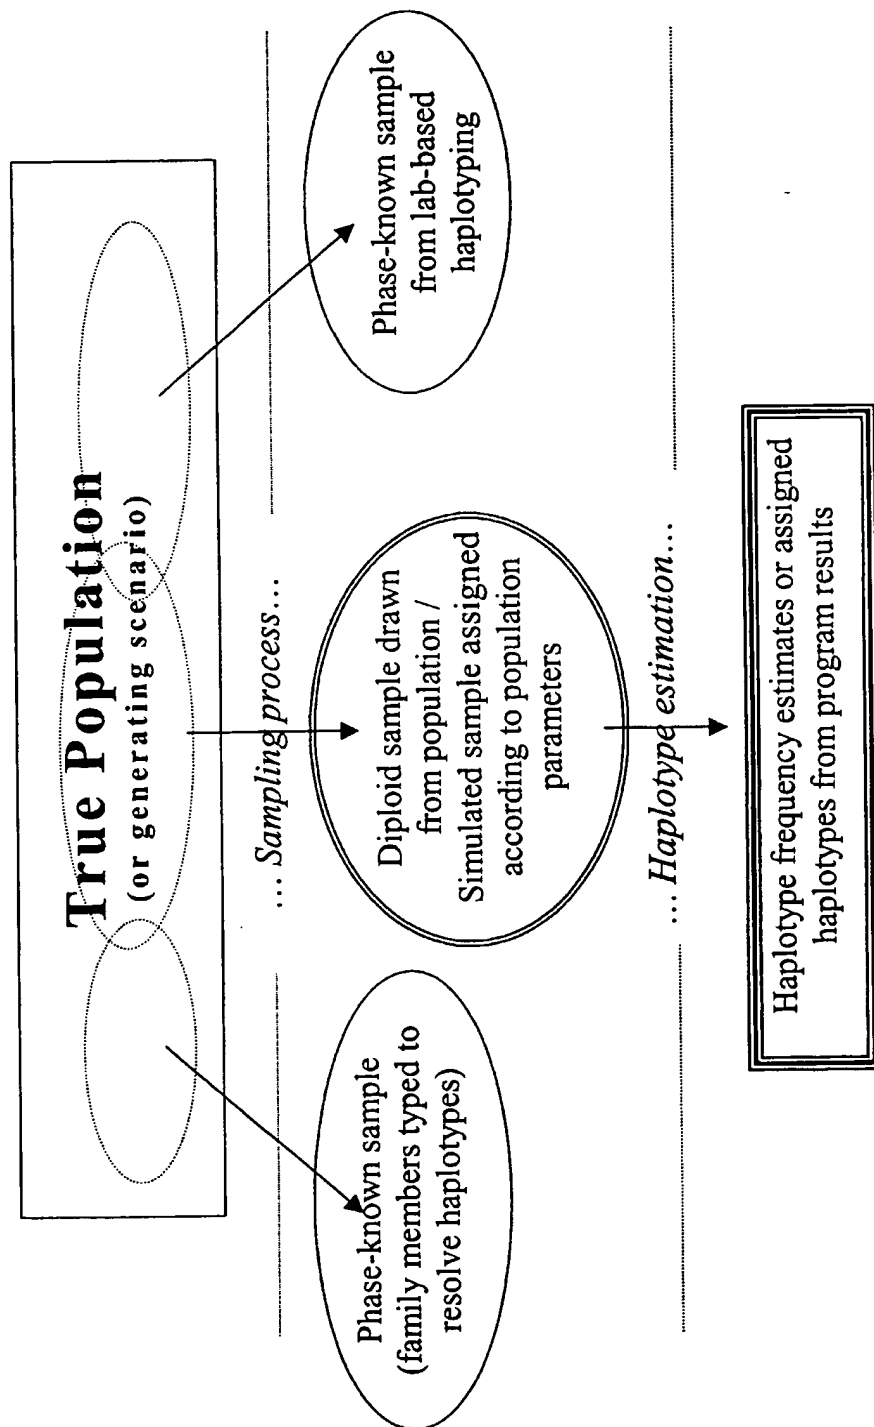 True Population
(or generating scenario)
... Sampling process...
Phase-known sample
(family members typed to
resolve haplotypes)
Diploid sample drawn
from population /
Simulated sample assigned
according to population
parameters
Phase-known sample
from lab-based
haplotyping
... Haplotype estimation...
Haplotype frequency estimates or assigned
haplotypes from program results